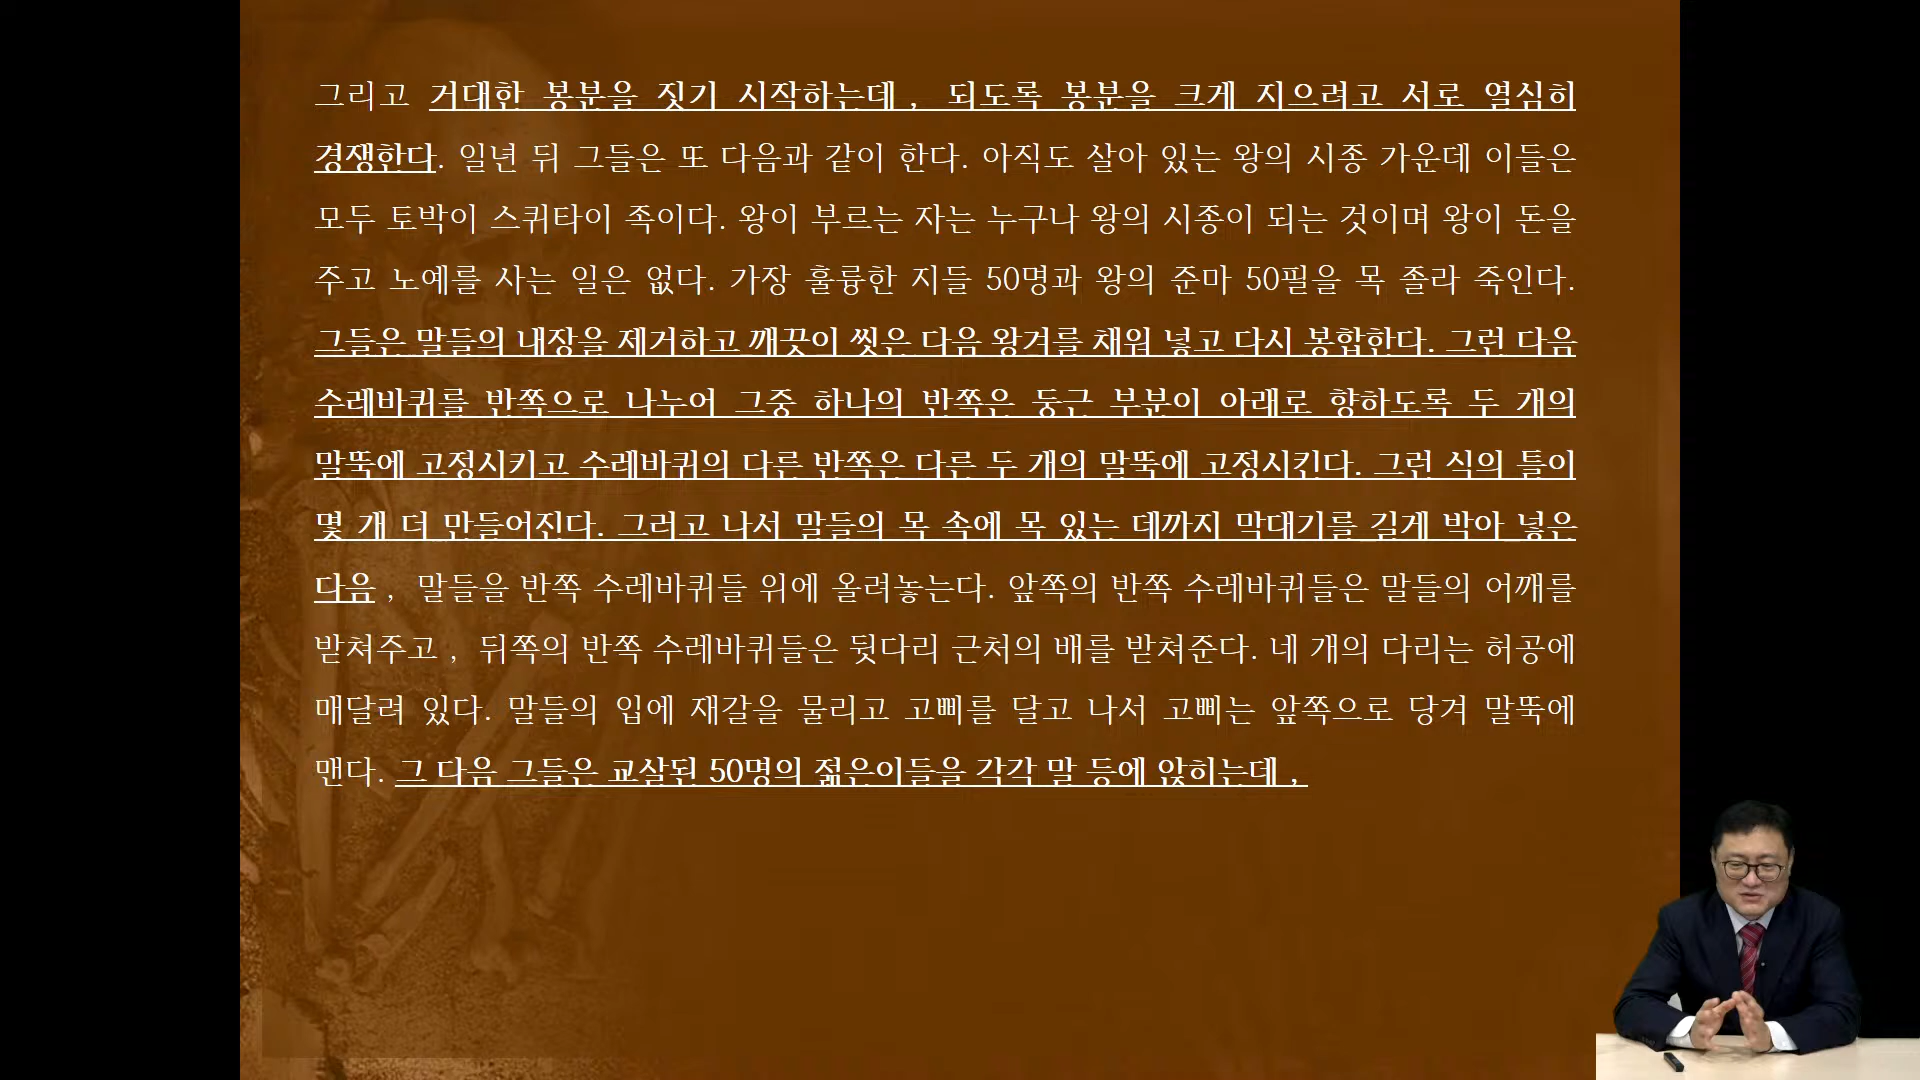 그리고 거대한 봉분을 짓기 시작하는데 , 되도록 봉분을 크게 지으려고 서로 열심히
경쟁한다. 일년 뒤 그들은 또 다음과 같이 한다. 아직도 살아 있는 왕의 시종 가운데 이들은
모두 토박이 스퀴타이 족이다. 왕이 부르는 자는 누구나 왕의 시종이 되는 것이며 왕이 돈을
주고 노예를 사는 일은 없다. 가장 훌륭한 지들 50명과 왕의 준마 50필을 목 졸라 죽인다.
그들은 말들의 내장을 제거하고 깨끗이 씻은 다음 왕겨를 채워 넣고 다시 봉합한다. 그런 다음
수레바퀴를 반쪽으로 나누어 그중 하나의 반쪽은 둥근 부분이 아래로 향하도록 두 개의
말뚝에 고정시키고 수레바퀴의 다른 반쪽은 다른 두 개의 말뚝에 고정시킨다. 그런 식의 틀이
몇 개 더 만들어진다. 그러고 나서 말들의 목 속에 목 있는 데까지 막대기를 길게 박아 넣은
다음 , 말들을 반쪽 수레바퀴들 위에 올려놓는다. 앞쪽의 반쪽 수레바퀴들은 말들의 어깨를
받쳐주고 , 뒤쪽의 반쪽 수레바퀴들은 뒷다리 근처의 배를 받쳐준다. 네 개의 다리는 허공에
매달려 있다. 말들의 입에 재갈을 물리고 고삐를 달고 나서 고삐는 앞쪽으로 당겨 말뚝에
맨다. 그 다음 그들은 교살된 50명의 젊은이들을 각각 말 등에 앉히는데 ,